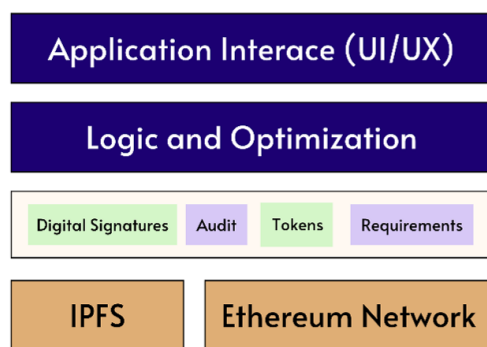 Application Interace (UI/UX)
Logic and Optimization
Digital Signatures Audit Tokens Requirements
IPFS Ethereum Network